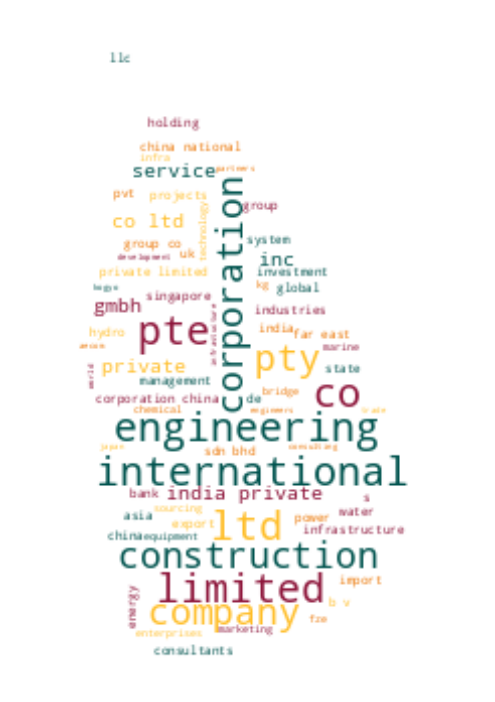 llc
holding
china national
infra
service partners
pvt projects
group
co ltd
technology
corporation
group co uk
system
development
inc
private limited
investment
kg global
singapore
gmbh
industries
pte
infrastructure
hydro
india far east
aecom
marine
pty
private
state
world
management
co
corporation china de bridge
chemical
engineers
trade
engineering
japan
sdn bhd
consulting
international
bank india private s
sourcing
water
asia
ltd
power
export
infrastructure
china equipment
construction
limited
import
energy
company
b v
fze
enterprises marketing
consultants